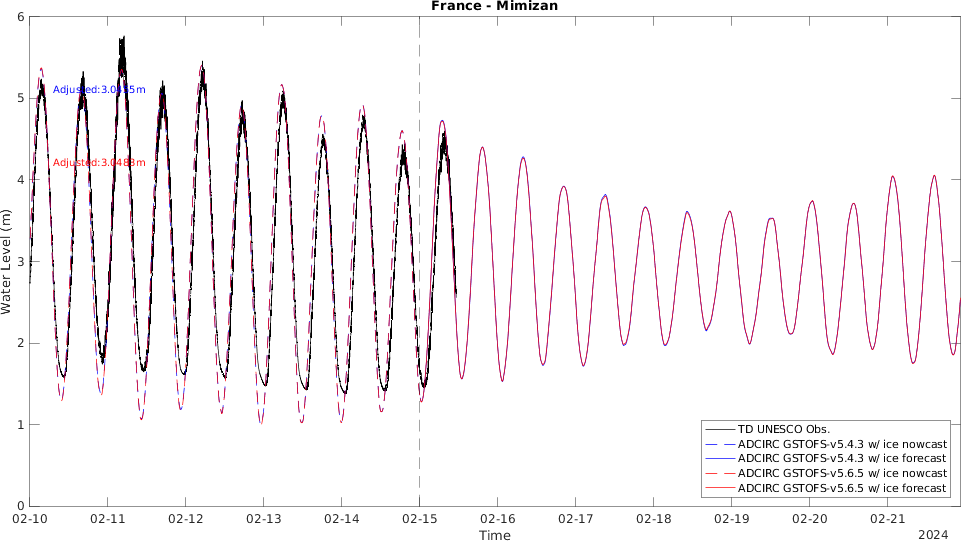 France - Mimizan
6
5
4
3
2
1
0
Water Level (m)
Adjusted:3.0455m
Adjusted:3.0483m
TD UNESCO Obs.
ADCIRC GSTOFS-v5.4.3 w/ ice nowcast
ADCIRC GSTOFS-v5.4.3 w/ ice forecast
ADCIRC GSTOFS-v5.6.5 w/ ice nowcast
ADCIRC GSTOFS-v5.6.5 w/ ice forecast
02-10 02-11 02-12 02-13 02-14 02-15 02-16 02-17 02-18 02-19 02-20 02-21
Time
2024